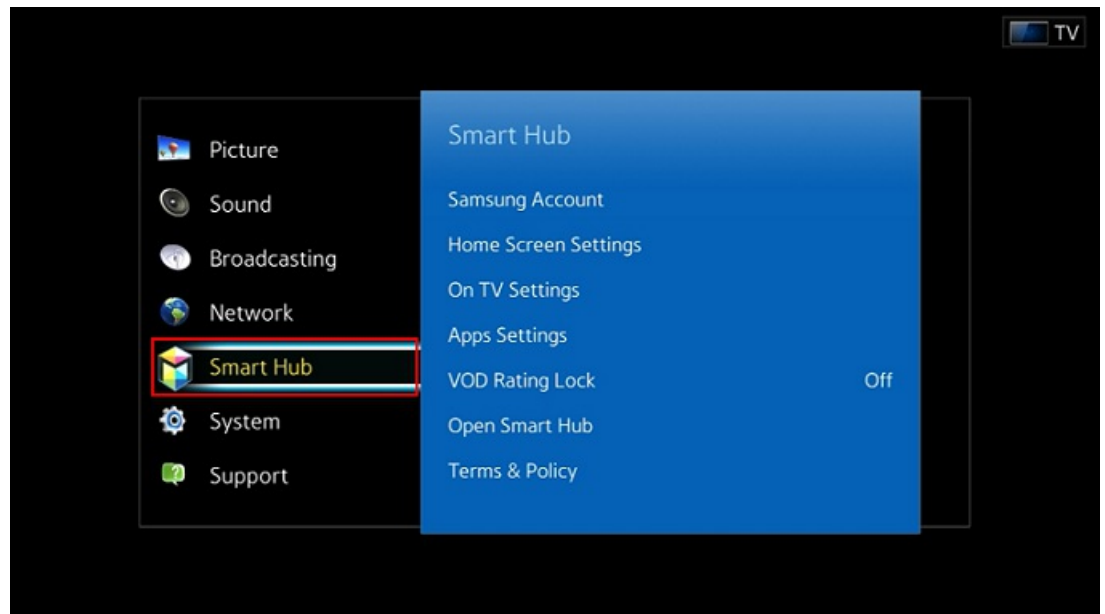 TV
Picture
Sound
Broadcasting
Network
Smart Hub
System
Support
Smart Hub
Samsung Account
Home Screen Settings
On TV Settings
Apps Settings
VOD Rating Lock Off
Open Smart Hub
Terms & Policy